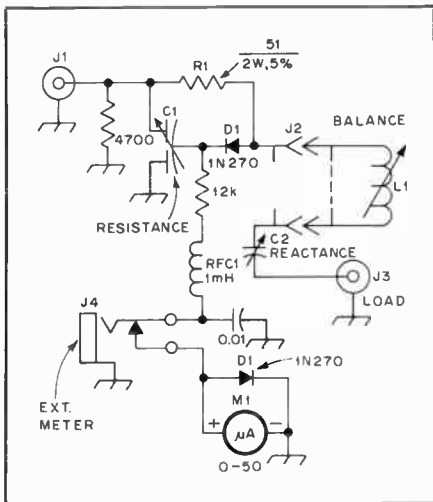 51
2W,5%
J1
R1
C1
D1
J2
BALANCE
4700
1N270
L1
RESISTANCE
12k
C2
REACTANCE
RFC1
1mH
J3
LOAD
J4
0.01
D1
1N270
EXT.
METER
M1
+
µA
–
0-50